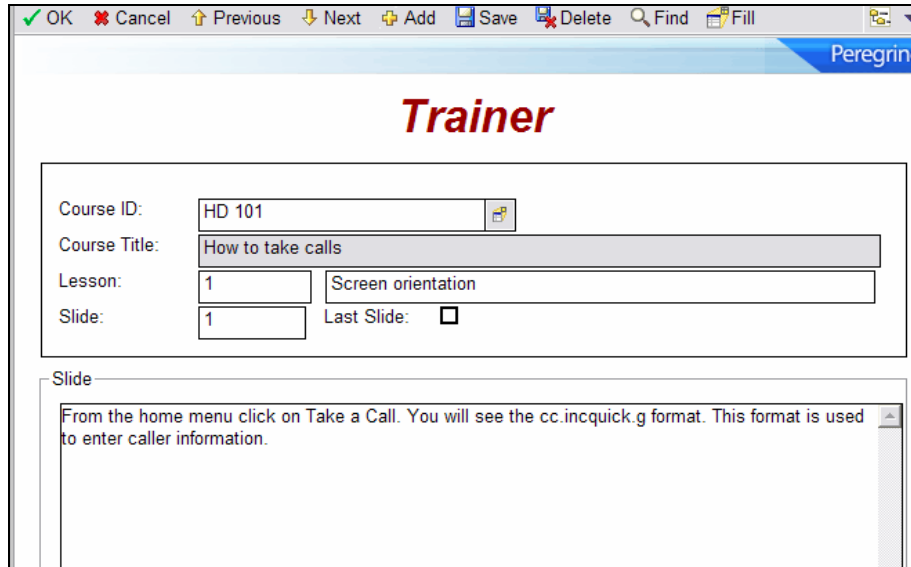 OK Cancel Previous Next Add Save Delete Find Fill
Peregrin
Trainer
Course ID: HD 101
Course Title: How to take calls
Lesson: 1 Screen orientation
Slide: 1 Last Slide:
Slide
From the home menu click on Take a Call. You will see the cc.incquick.g format. This format is used
to enter caller information.